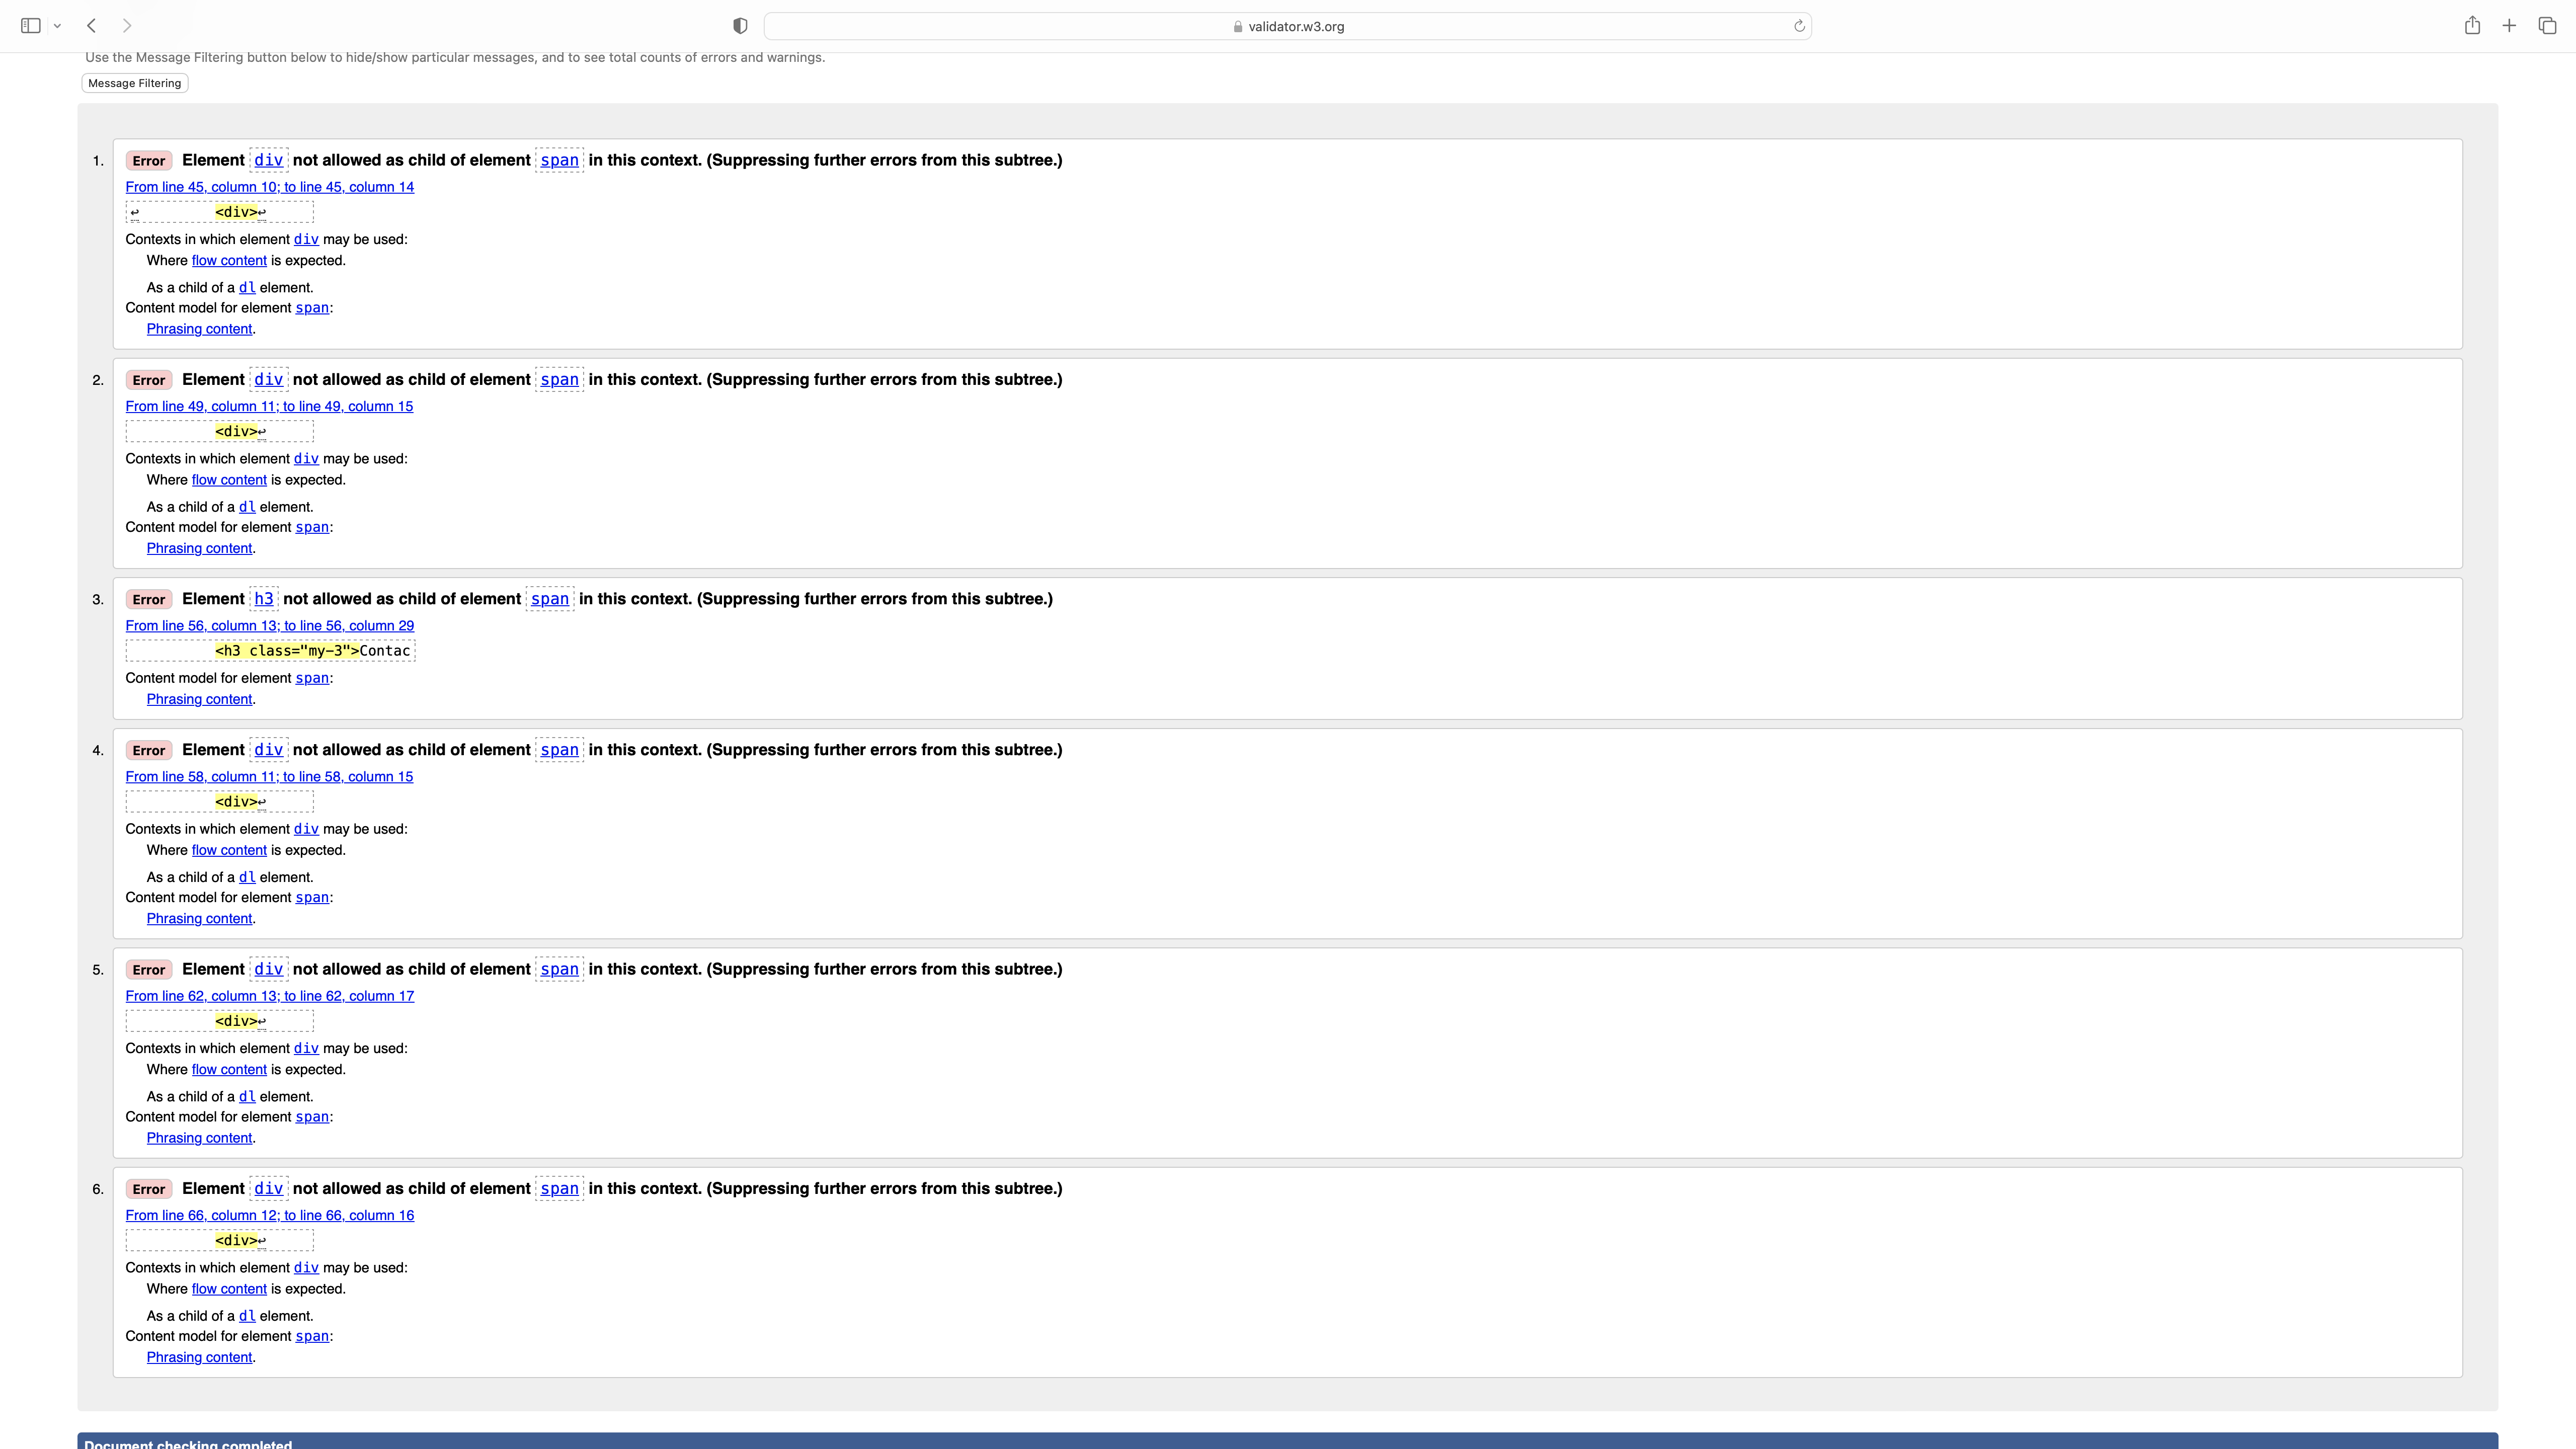 validator.w3.org
Use the Message Filtering button below to hide/show particular messages, and to see total counts of errors and warnings.
Message Filtering
1. Error Element div not allowed as child of element span in this context. (Suppressing further errors from this subtree.)
From line 45, column 10; to line 45, column 14
↩ <div>↩
Contexts in which element div may be used:
Where flow content is expected.
As a child of a dl element.
Content model for element span:
Phrasing content.
2. Error Element div not allowed as child of element span in this context. (Suppressing further errors from this subtree.)
From line 49, column 11; to line 49, column 15
<div>↩
Contexts in which element div may be used:
Where flow content is expected.
As a child of a dl element.
Content model for element span:
Phrasing content.
3. Error Element h3 not allowed as child of element span in this context. (Suppressing further errors from this subtree.)
From line 56, column 13; to line 56, column 29
<h3 class="my-3">Contac
Content model for element span:
Phrasing content.
4. Error Element div not allowed as child of element span in this context. (Suppressing further errors from this subtree.)
From line 58, column 11; to line 58, column 15
<div>↩
Contexts in which element div may be used:
Where flow content is expected.
As a child of a dl element.
Content model for element span:
Phrasing content.
5. Error Element div not allowed as child of element span in this context. (Suppressing further errors from this subtree.)
From line 62, column 13; to line 62, column 17
<div>↩
Contexts in which element div may be used:
Where flow content is expected.
As a child of a dl element.
Content model for element span:
Phrasing content.
6. Error Element div not allowed as child of element span in this context. (Suppressing further errors from this subtree.)
From line 66, column 12; to line 66, column 16
<div>↩
Contexts in which element div may be used:
Where flow content is expected.
As a child of a dl element.
Content model for element span:
Phrasing content.
Document checking completed